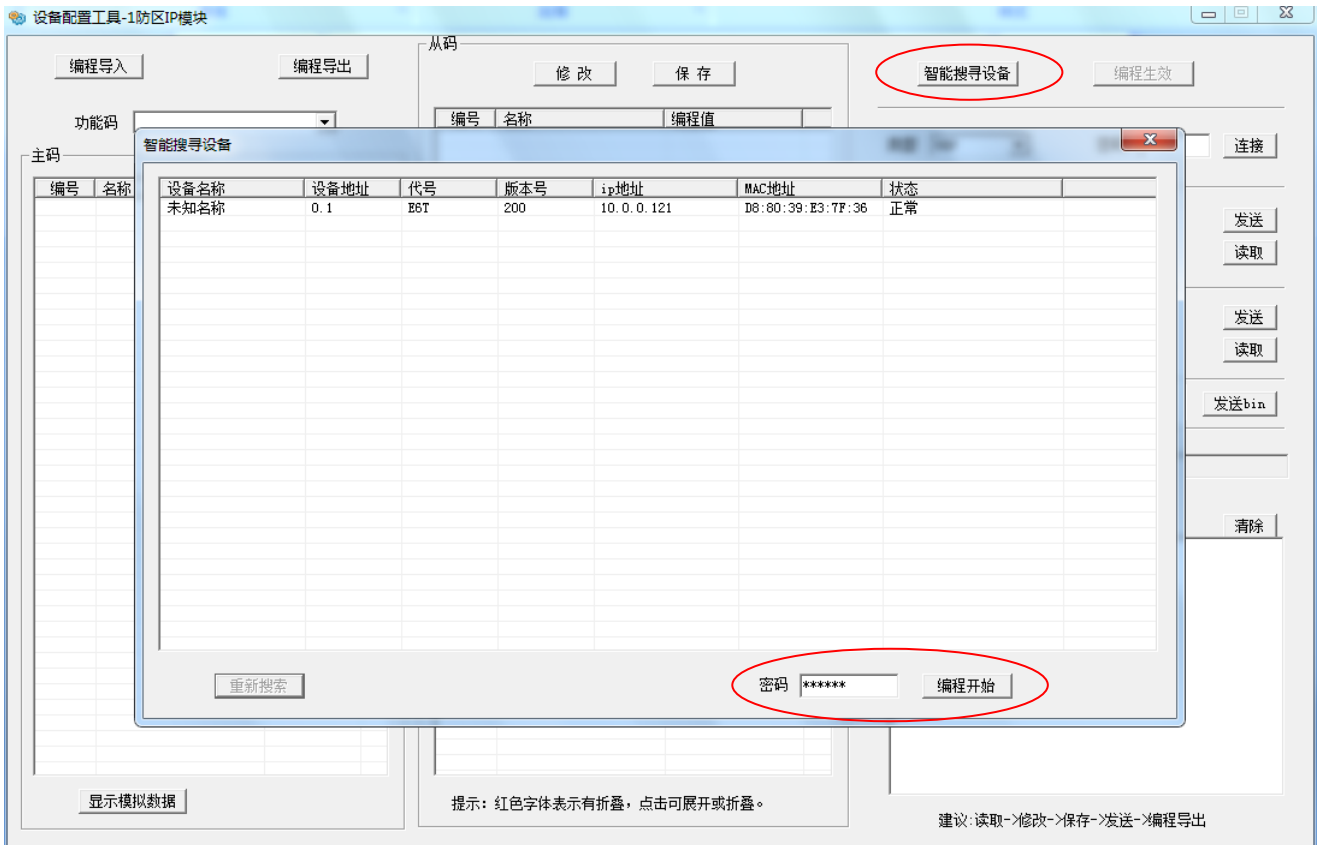 设备配置工具-1防区IP模块
编程导入
编程导出
从码
修 改
保 存
智能搜寻设备
编程生效
功能码
编号 名称 编程值
连接
主码
编号 名称
智能搜寻设备
设备名称 设备地址 代号 版本号 ip地址 MAC地址 状态
未知名称 0.1 E6T 200 10.0.0.121 D8:80:39:E3:7F:36 正常
发送
读取
发送
读取
发送bin
清除
重新搜索
密码 ******
编程开始
显示模拟数据
提示：红色字体表示有折叠，点击可展开或折叠。
建议:读取->修改->保存->发送->编程导出